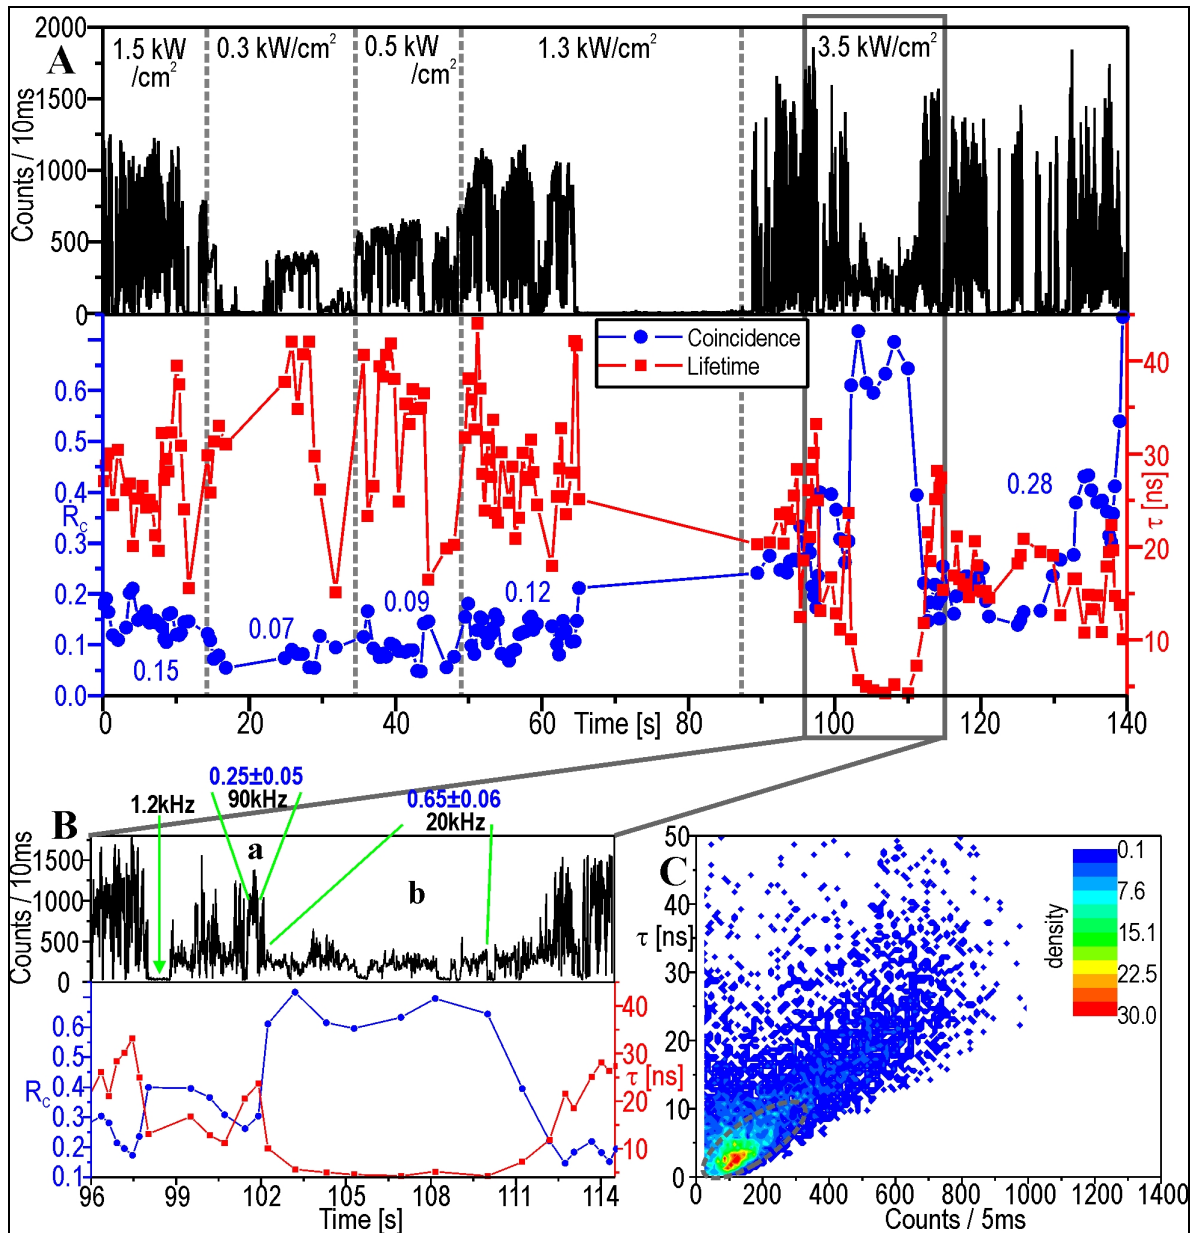 2000
1500
1000
500
0
Counts / 10ms
A
1.5 kW
/cm²
0.3 kW/cm²
0.5 kW
/cm²
1.3 kW/cm²
3.5 kW/cm²
Coincidence
Lifetime
0.6
0.5
0.4
0.3
0.2
0.1
0.0
R_c
40
30
20
10
τ [ns]
0.15
0.07
0.09
0.12
0.28
0
20
40
60
80
100
120
140
Time [s]
B
1.2kHz
0.25±0.05
90kHz
0.65±0.06
20kHz
a
b
1500
1000
500
0
Counts / 10ms
0.6
0.5
0.4
0.3
0.2
0.1
R_c
40
30
20
10
τ [ns]
96
99
102
105
108
111
114
Time [s]
C
50
40
30
20
10
0
τ [ns]
density
0.1
7.6
15.1
22.5
30.0
0
200
400
600
800
1000
1200
1400
Counts / 5ms